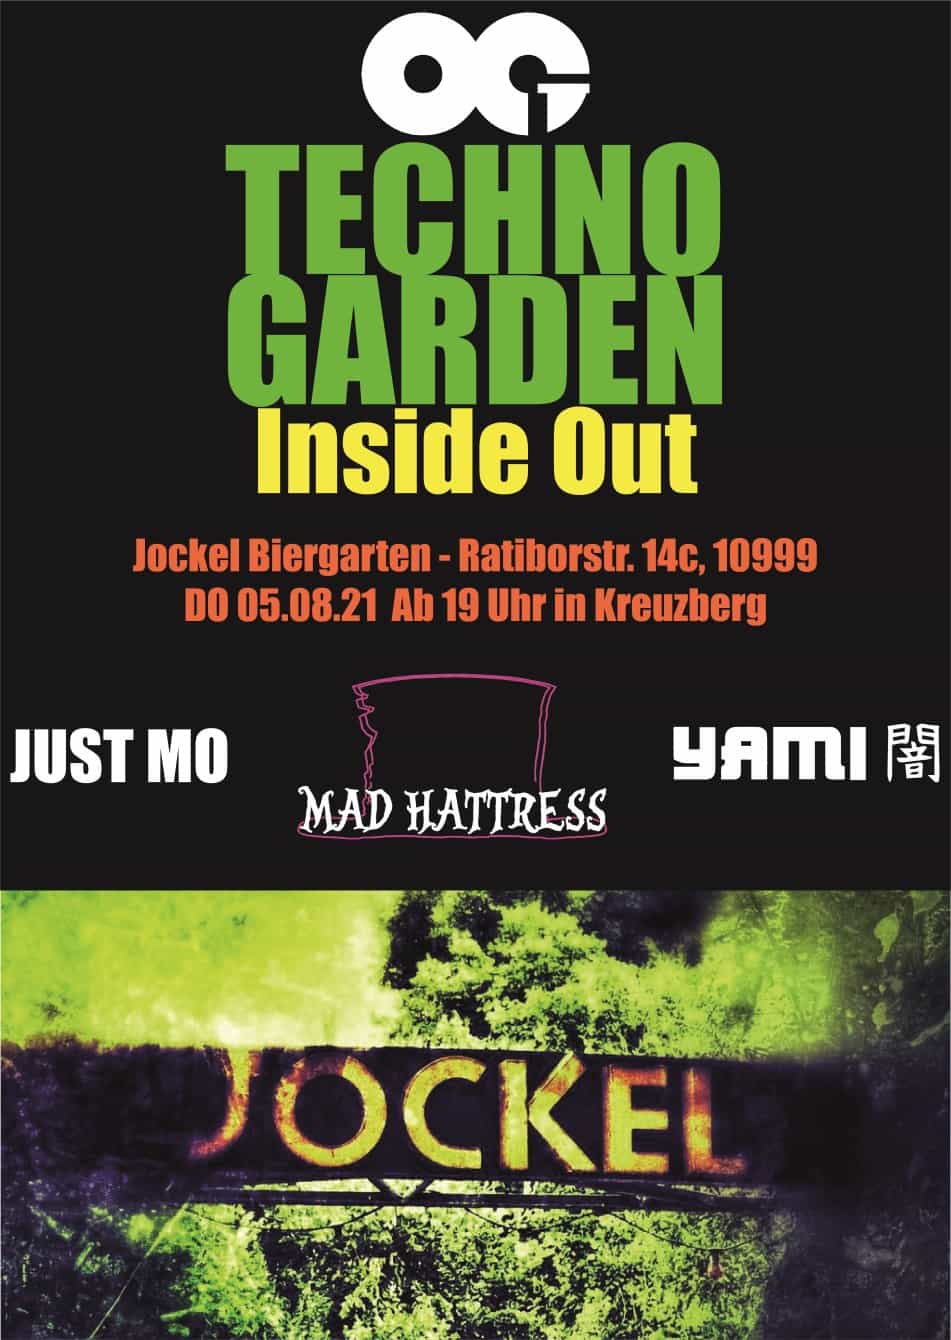 OG
TECHNO
GARDEN
Inside Out
Jockel Biergarten - Ratiborstr. 14c, 10999
DO 05.08.21 Ab 19 Uhr in Kreuzberg
JUST MO
MAD HATTRESS
YAMI 闇
JOCKEL